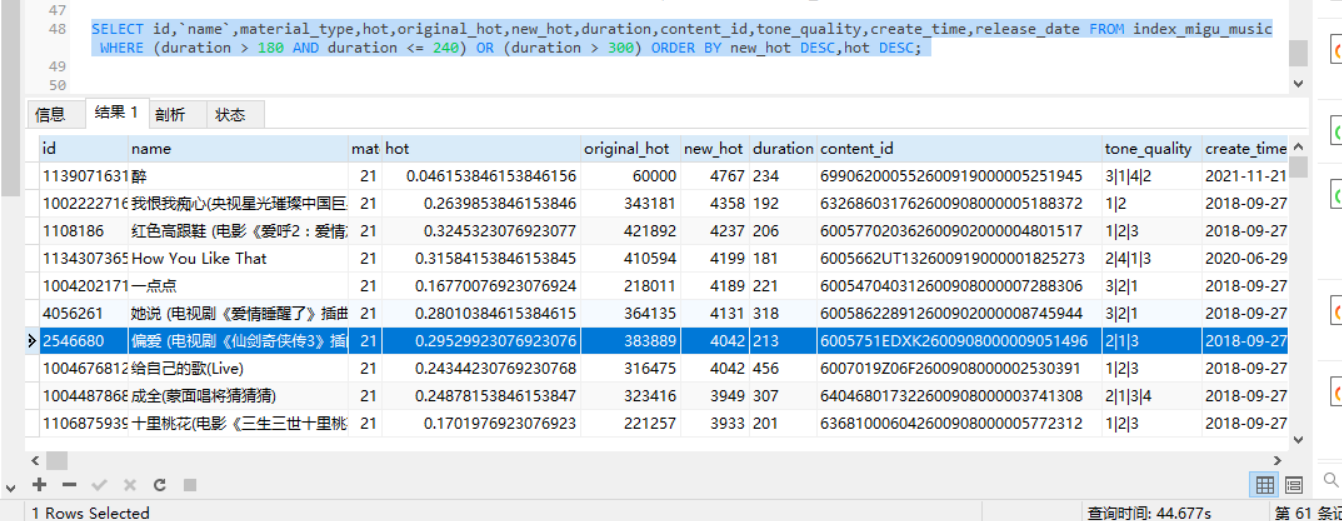 47
48 SELECT id,`name`,material_type,hot,original_hot,new_hot,duration,content_id,tone_quality,create_time,release_date FROM index_migu_music
WHERE (duration > 180 AND duration <= 240) OR (duration > 300) ORDER BY new_hot DESC,hot DESC;
49
50
信息 结果 1 剖析 状态
id name mat hot original_hot new_hot duration content_id tone_quality create_time
1139071631 醉 21 0.046153846153846156 60000 4767 234 699062000552600919000005251945 3|1|4|2 2021-11-21
1002222716 我恨我痴心(央视星光璀璨中国巨 21 0.2639853846153846 343181 4358 192 632686031762600908000005188372 1|2 2018-09-27
1108186 红色高跟鞋 (电影《爱呼2：爱情 21 0.3245323076923077 421892 4237 206 600577020362600902000004801517 1|2|3 2018-09-27
1134307365 How You Like That 21 0.31584153846153845 410594 4199 181 6005662UT132600919000001825273 2|4|1|3 2020-06-29
1004202171 一点点 21 0.16770076923076924 218011 4189 221 600547040312600919000007288306 3|2|1 2018-09-27
4056261 她说 (电视剧《爱情睡醒了》插曲 21 0.28010384615384615 364135 4131 318 600586228912600902000008745944 3|2|1 2018-09-27
2546680 偏爱 (电视剧《仙剑奇侠传3》插 21 0.29529923076923076 383889 4042 213 6005751EDXK2600908000009051496 2|1|3 2018-09-27
1004676812 给自己的歌(Live) 21 0.24344230769230768 316475 4042 456 6007019Z06F2600908000002530391 1|2|3 2018-09-27
1004487868 成全(蒙面唱将猜猜猜) 21 0.24878153846153847 323416 3949 307 640468017322600908000003741308 2|1|3|4 2018-09-27
1106875939 十里桃花(电影《三生三世十里桃 21 0.1701976923076923 221257 3933 201 636810006042600908000005772312 1|2|3 2018-09-27
1 Rows Selected 查询时间: 44.677s 第 61 条